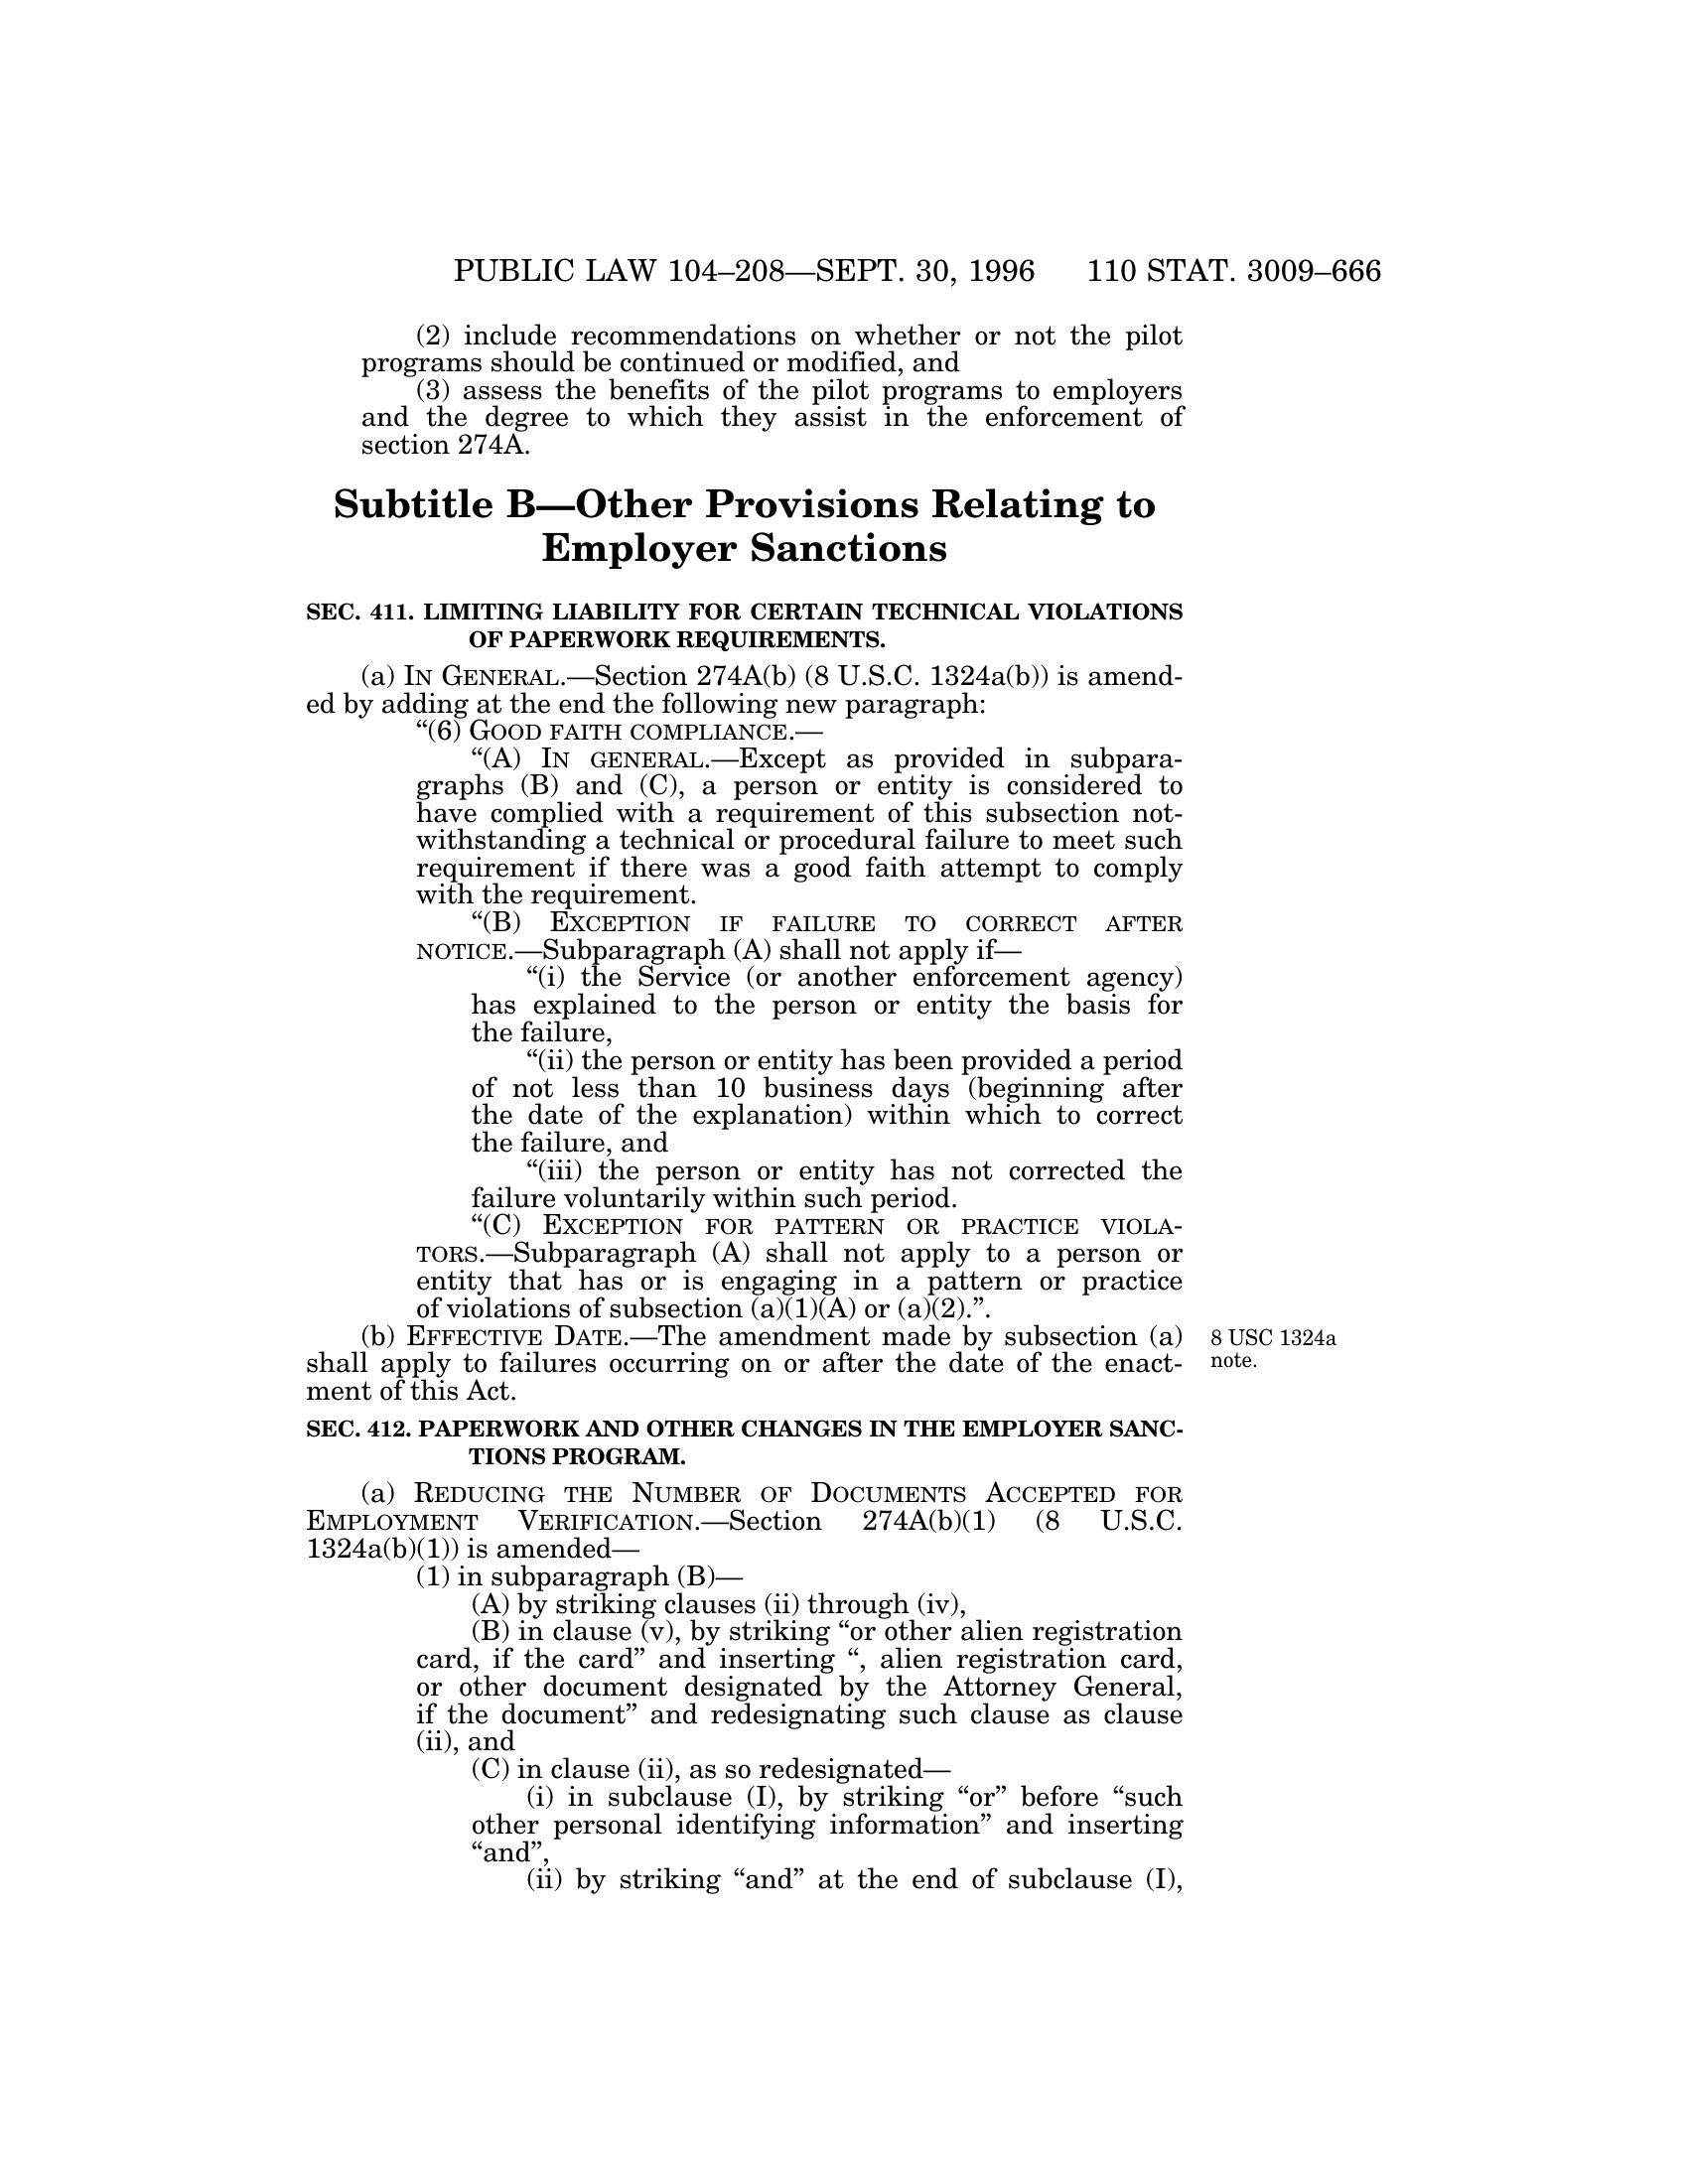 PUBLIC LAW 104–208—SEPT. 30, 1996 110 STAT. 3009–666
(2) include recommendations on whether or not the pilot
programs should be continued or modified, and
(3) assess the benefits of the pilot programs to employers
and the degree to which they assist in the enforcement of
section 274A.
Subtitle B—Other Provisions Relating to
Employer Sanctions
SEC. 411. LIMITING LIABILITY FOR CERTAIN TECHNICAL VIOLATIONS
OF PAPERWORK REQUIREMENTS.
(a) IN GENERAL.—Section 274A(b) (8 U.S.C. 1324a(b)) is amend-
ed by adding at the end the following new paragraph:
“(6) GOOD FAITH COMPLIANCE.—
“(A) IN GENERAL.—Except as provided in subpara-
graphs (B) and (C), a person or entity is considered to
have complied with a requirement of this subsection not-
withstanding a technical or procedural failure to meet such
requirement if there was a good faith attempt to comply
with the requirement.
“(B) EXCEPTION IF FAILURE TO CORRECT AFTER
NOTICE.—Subparagraph (A) shall not apply if—
“(i) the Service (or another enforcement agency)
has explained to the person or entity the basis for
the failure,
“(ii) the person or entity has been provided a period
of not less than 10 business days (beginning after
the date of the explanation) within which to correct
the failure, and
“(iii) the person or entity has not corrected the
failure voluntarily within such period.
“(C) EXCEPTION FOR PATTERN OR PRACTICE VIOLA-
TORS.—Subparagraph (A) shall not apply to a person or
entity that has or is engaging in a pattern or practice
of violations of subsection (a)(1)(A) or (a)(2).”.
(b) EFFECTIVE DATE.—The amendment made by subsection (a)
shall apply to failures occurring on or after the date of the enact-
ment of this Act.
8 USC 1324a
note.
SEC. 412. PAPERWORK AND OTHER CHANGES IN THE EMPLOYER SANC-
TIONS PROGRAM.
(a) REDUCING THE NUMBER OF DOCUMENTS ACCEPTED FOR
EMPLOYMENT VERIFICATION.—Section 274A(b)(1) (8 U.S.C.
1324a(b)(1)) is amended—
(1) in subparagraph (B)—
(A) by striking clauses (ii) through (iv),
(B) in clause (v), by striking “or other alien registration
card, if the card” and inserting “, alien registration card,
or other document designated by the Attorney General,
if the document” and redesignating such clause as clause
(ii), and
(C) in clause (ii), as so redesignated—
(i) in subclause (I), by striking “or” before “such
other personal identifying information” and inserting
“and”,
(ii) by striking “and” at the end of subclause (I),